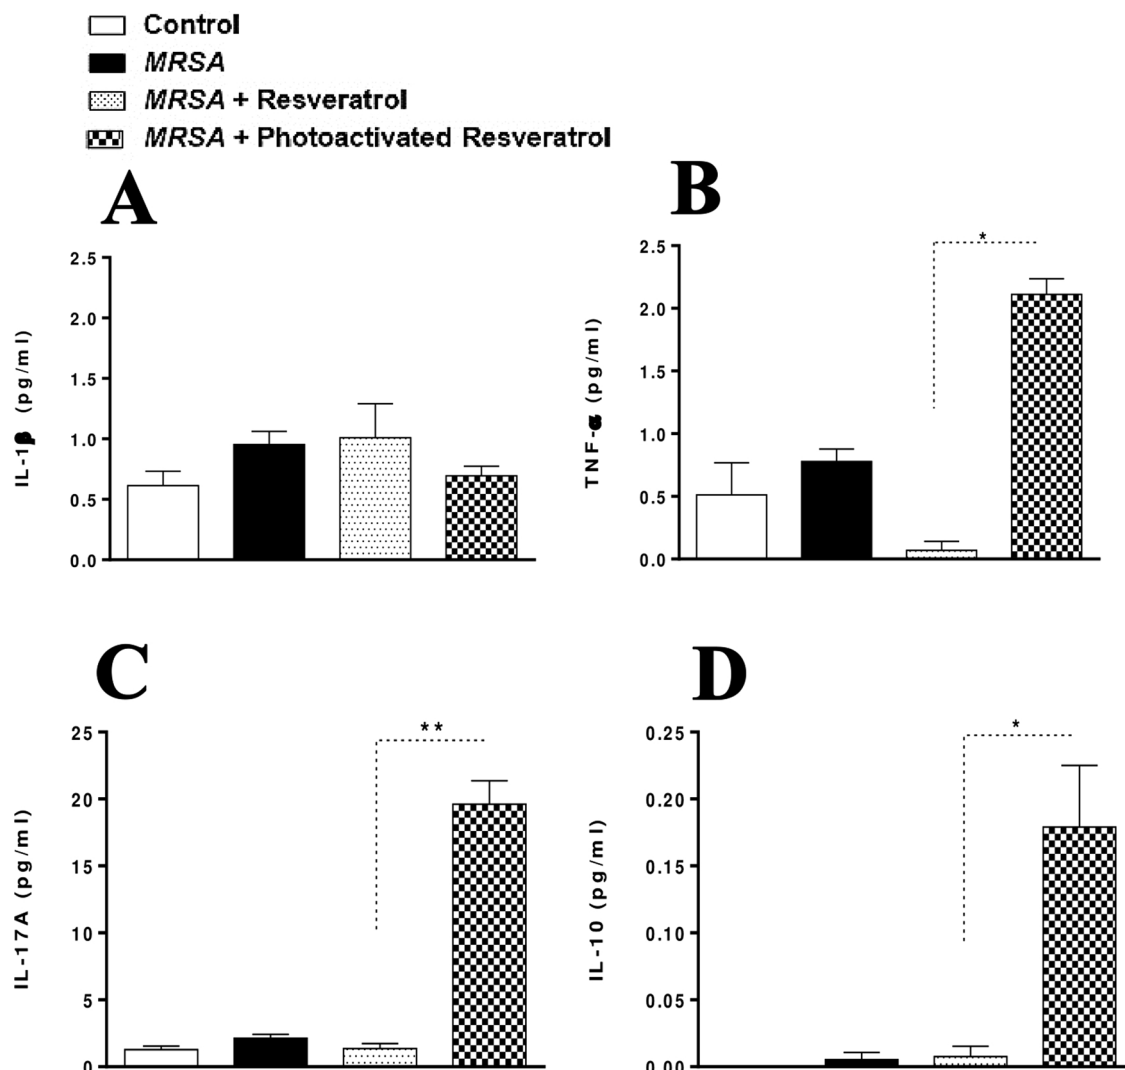 Control
MRSA
MRSA + Resveratrol
MRSA + Photoactivated Resveratrol
A
IL-1β (pg/ml)
2.5
2.0
1.5
1.0
0.5
0.0
B
TNF-α (pg/ml)
2.5
2.0
1.5
1.0
0.5
0.0
*
C
IL-17A (pg/ml)
25
20
15
10
5
0
**
D
IL-10 (pg/ml)
0.25
0.20
0.15
0.10
0.05
0.00
*